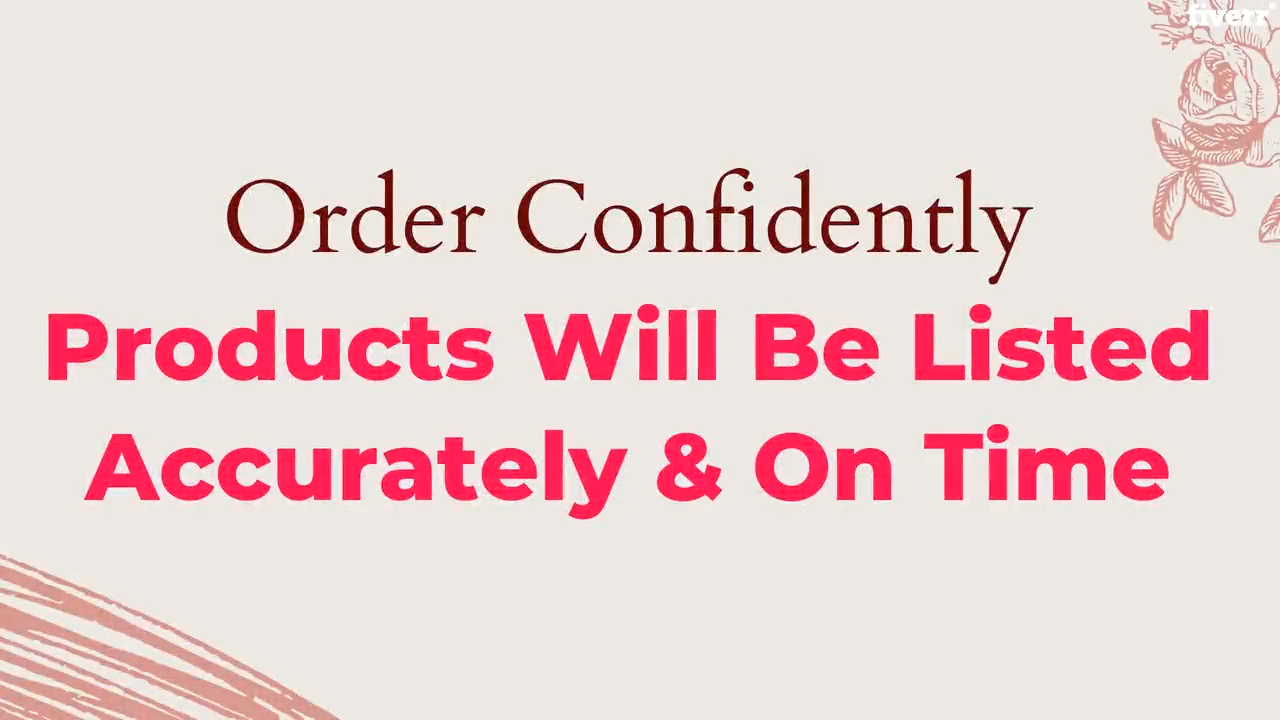 fiverr
Order Confidently
Products Will Be Listed
Accurately & On Time